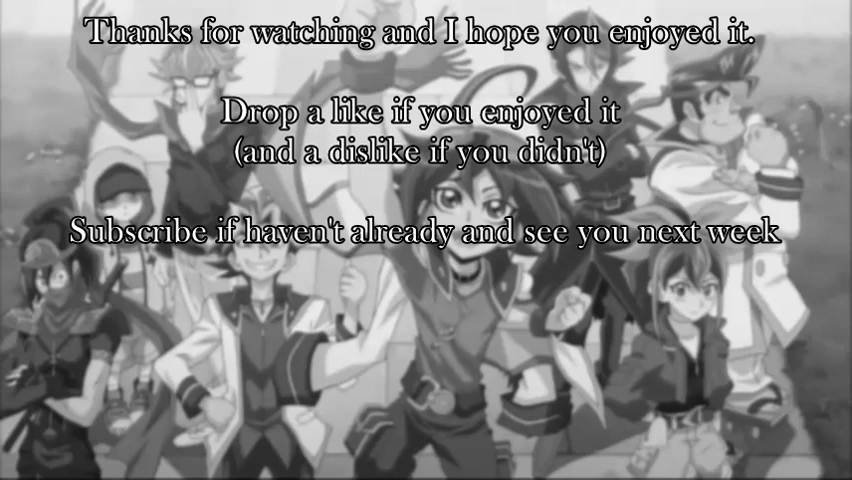 Thanks for watching and I hope you enjoyed it.
Drop a like if you enjoyed it
(and a dislike if you didn't)
Subscribe if haven't already and see you next week